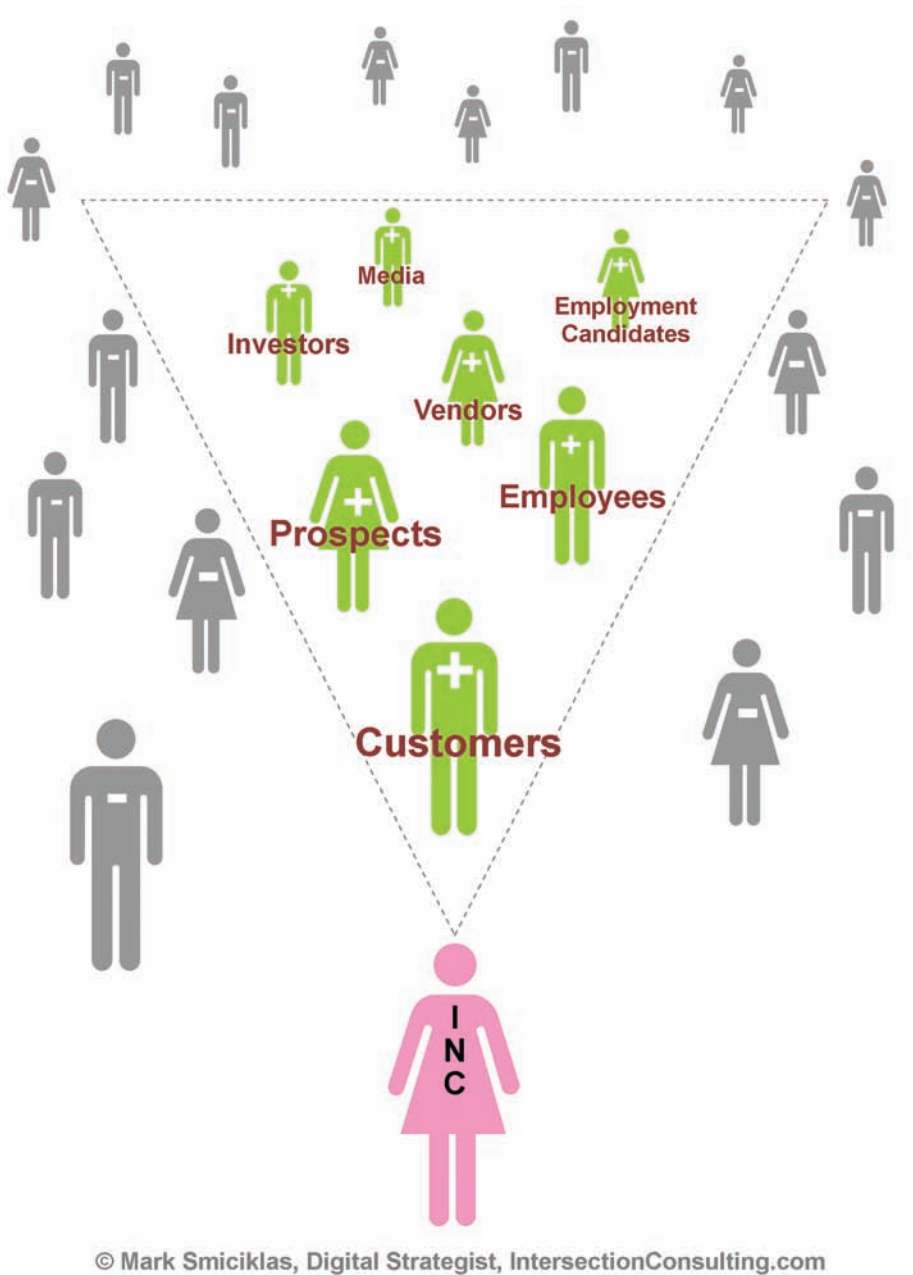 Media
Employment
Candidates
Investors
Vendors
Employees
Prospects
Customers
I
N
C
© Mark Smiciklas, Digital Strategist, IntersectionConsulting.com